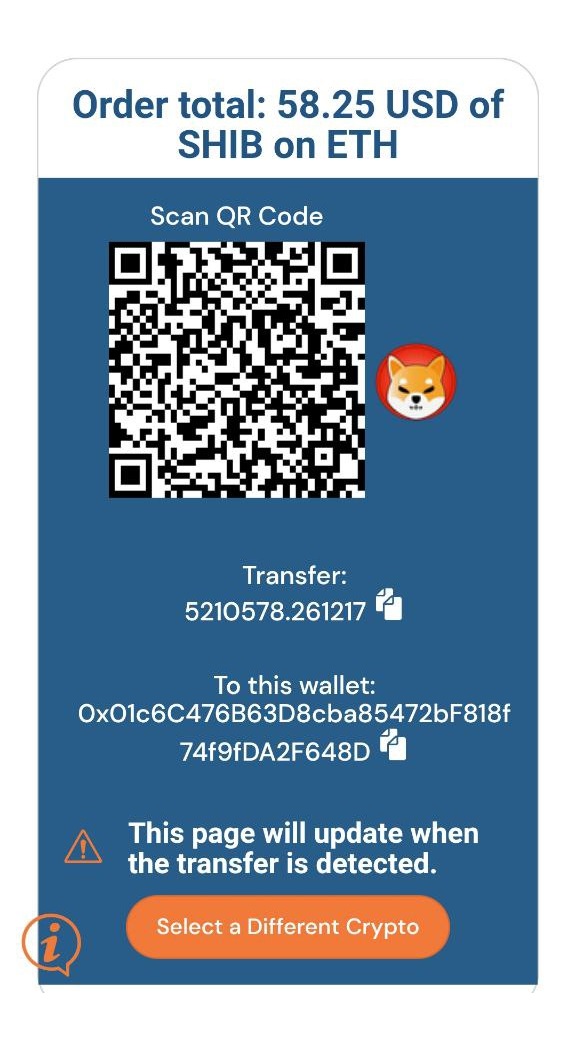 Order total: 58.25 USD of
SHIB on ETH
Scan QR Code
Transfer:
5210578.261217
To this wallet:
0x01c6C476B63D8cba85472bF818f
74f9fDA2F648D
This page will update when
the transfer is detected.
Select a Different Crypto